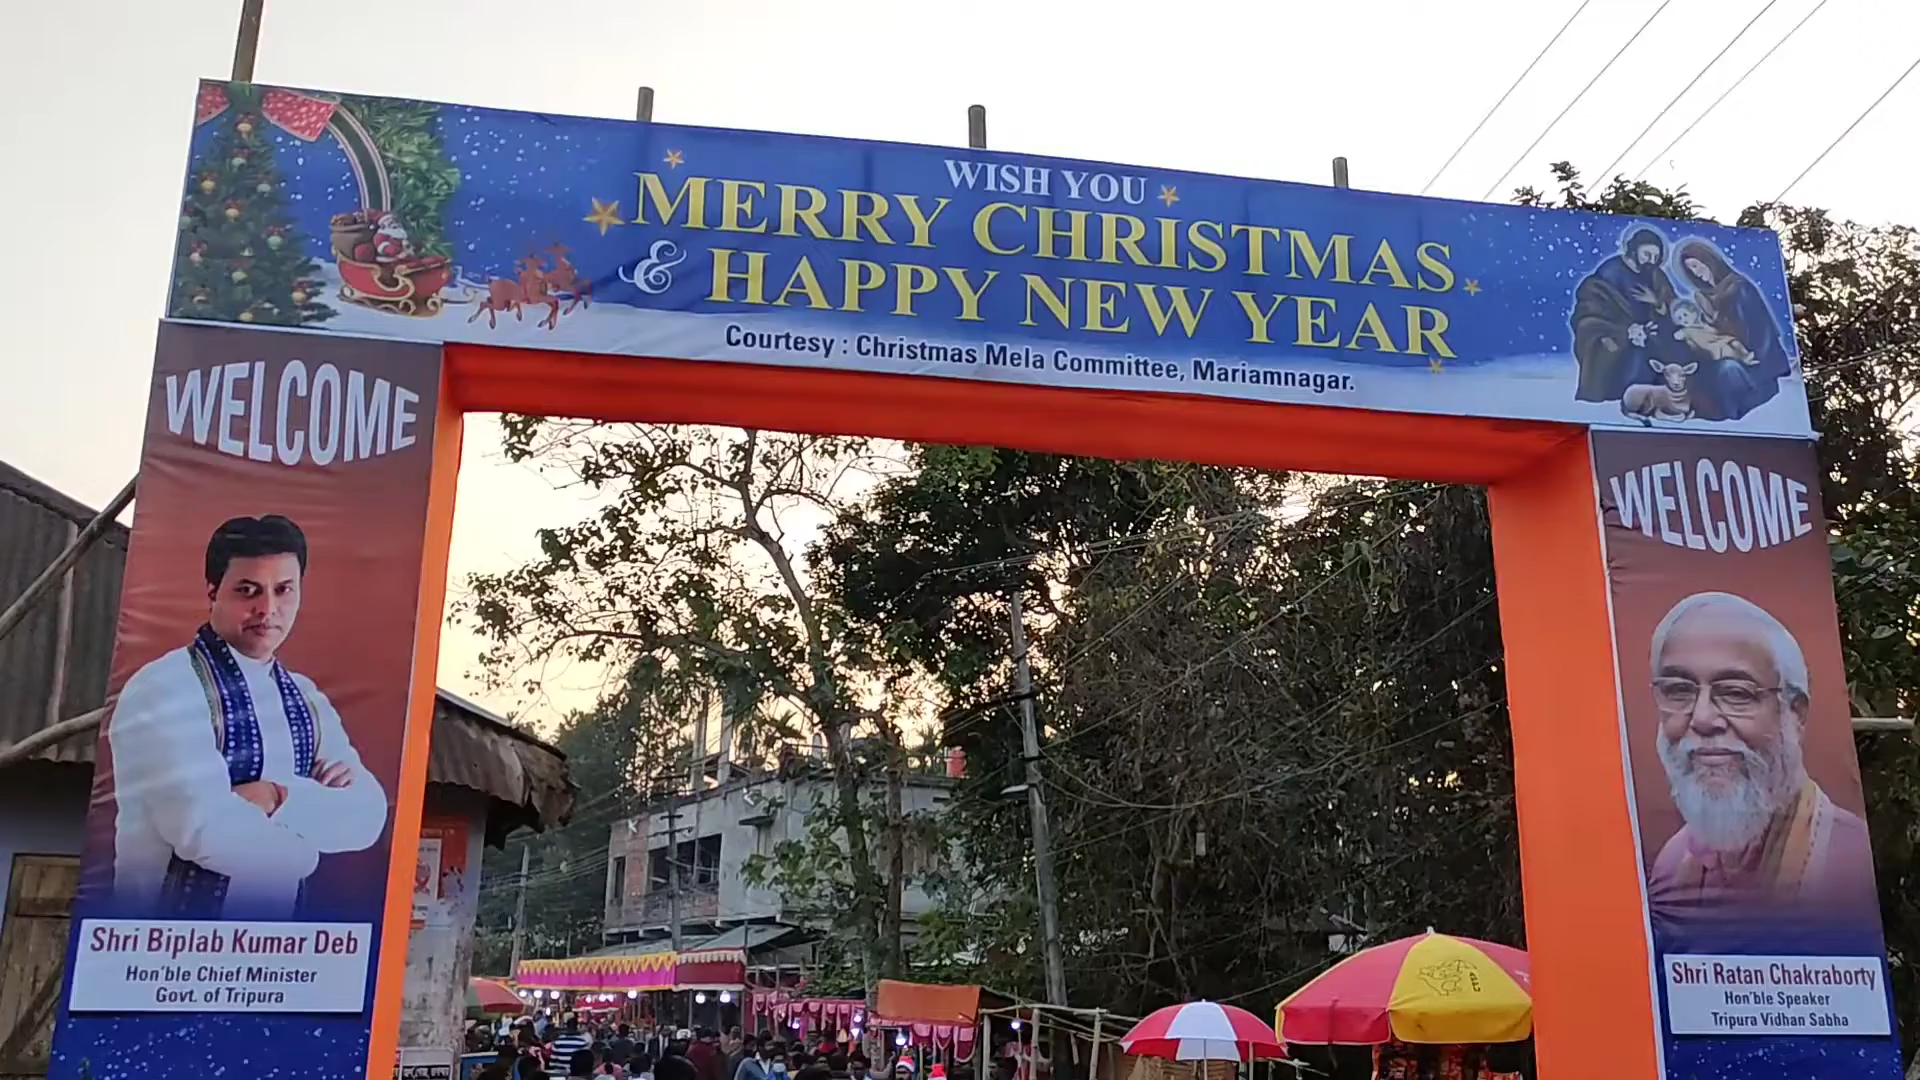 WISH YOU
MERRY CHRISTMAS
& HAPPY NEW YEAR
Courtesy : Christmas Mela Committee, Mariamnagar.
WELCOME
Shri Biplab Kumar Deb
Hon'ble Chief Minister
Govt. of Tripura
WELCOME
Shri Ratan Chakraborty
Hon'ble Speaker
Tripura Vidhan Sabha